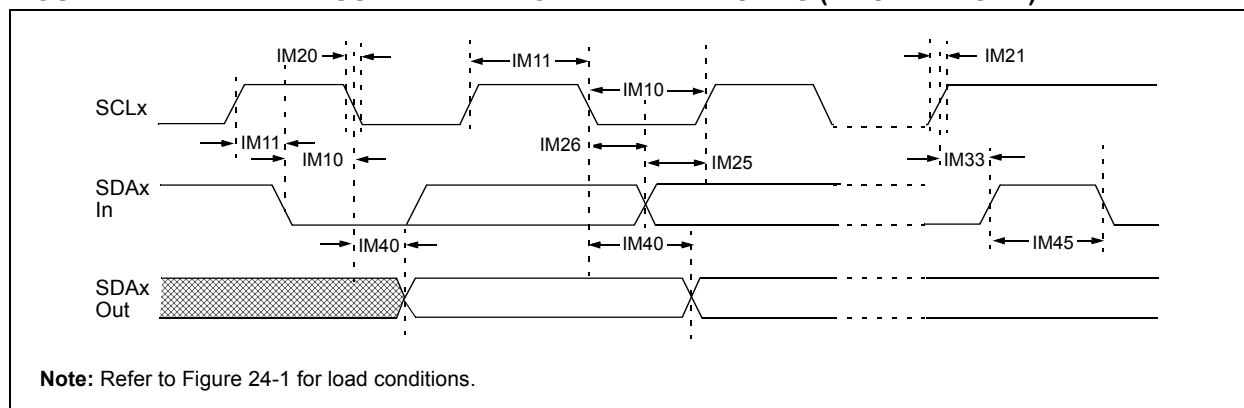 IM20
IM11
IM21
SCLx
IM10
IM11
IM10
IM26
IM25
IM33
SDAx
In
IM40
IM40
IM45
SDAx
Out
Note: Refer to Figure 24-1 for load conditions.